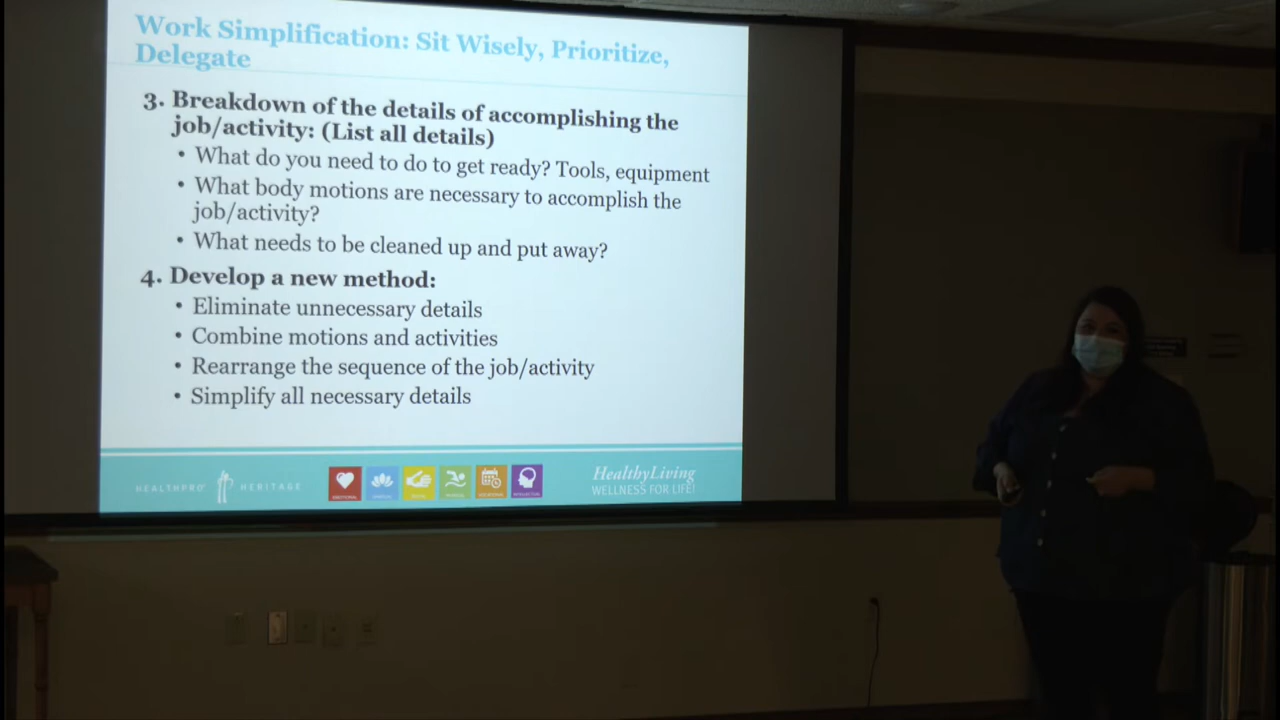 Work Simplification: Sit Wisely, Prioritize,
Delegate
3. Breakdown of the details of accomplishing the
job/activity: (List all details)
• What do you need to do to get ready? Tools, equipment
• What body motions are necessary to accomplish the
job/activity?
• What needs to be cleaned up and put away?
4. Develop a new method:
• Eliminate unnecessary details
• Combine motions and activities
• Rearrange the sequence of the job/activity
• Simplify all necessary details
HEALTHPRO HERITAGE
EMOTIONAL
HealthyLiving
WELLNESS FOR LIFE!